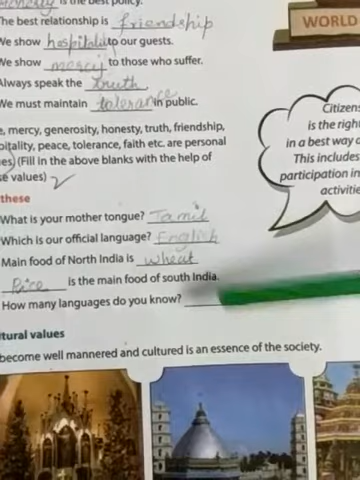 Honesty is the best policy.
The best relationship is friendship
We show hospitality to our guests.
We show mercy to those who suffer.
Always speak the truth.
We must maintain tolerance in public.
e, mercy, generosity, honesty, truth, friendship,
pitality, peace, tolerance, faith etc. are personal
es) (Fill in the above blanks with the help of
se values)
these
What is your mother tongue? Tamil
Which is our official language? English
Main food of North India is wheat
Rice is the main food of south India.
How many languages do you know?
tural values
become well mannered and cultured is an essence of the society.
WORLD
Citizens
is the right
in a best way
This includes
participation in
activitie